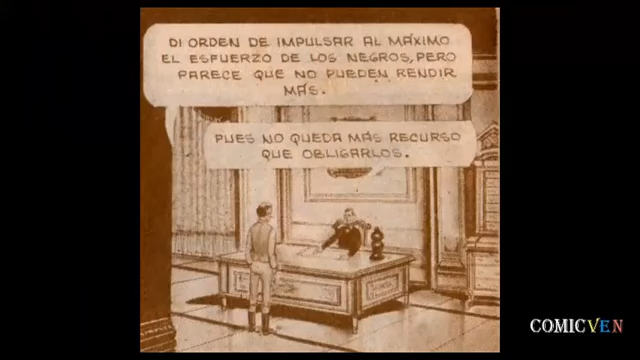 DI ORDEN DE IMPULSAR AL MÁXIMO
EL ESFUERZO DE LOS NEGROS, PERO
PARECE QUE NO PUEDEN RENDIR
MÁS.
PUES NO QUEDA MÁS RECURSO
QUE OBLIGARLOS.
COMICVEN